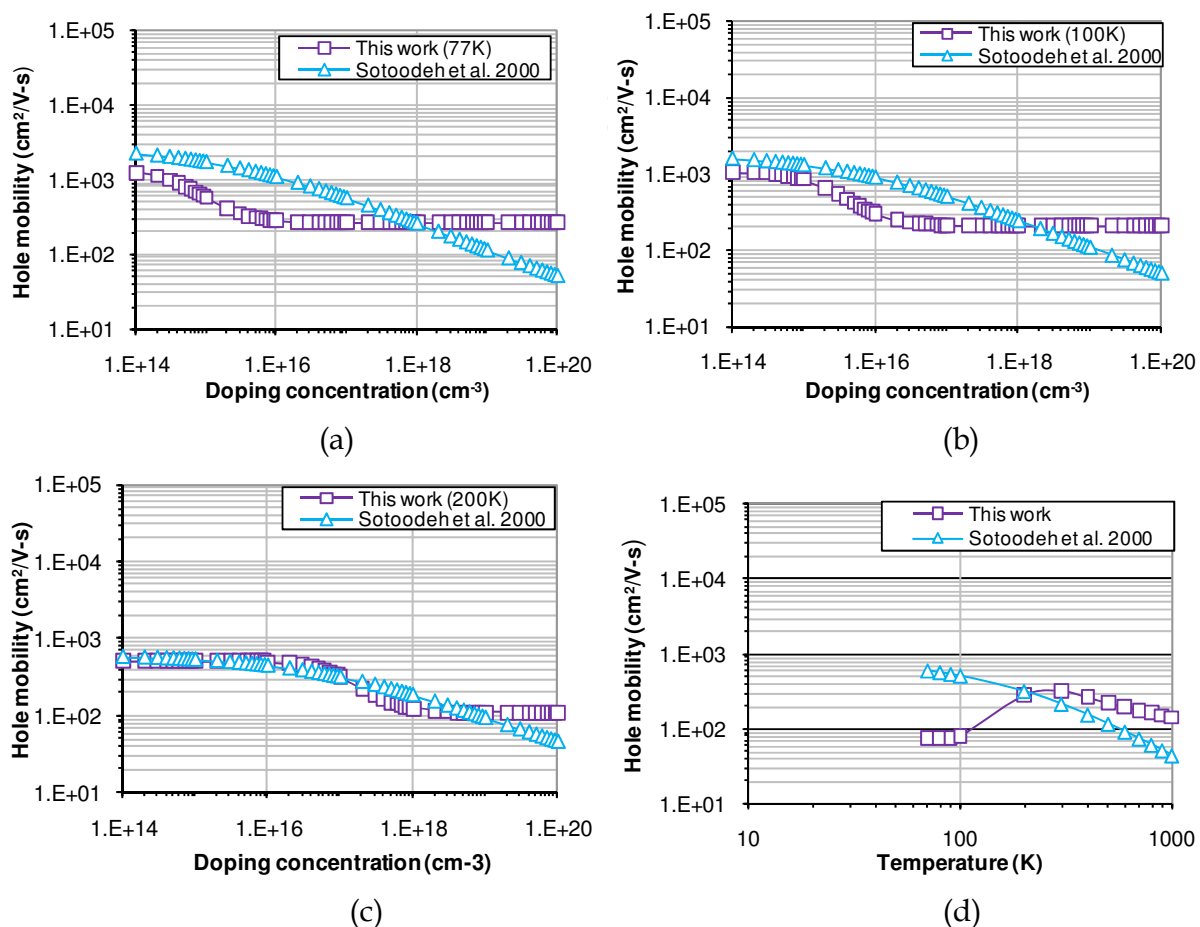 1.E+05
This work (77K)
Sotoodeh et al. 2000
1.E+04
1.E+03
1.E+02
1.E+01
Hole mobility (cm²/V-s)
1.E+14 1.E+16 1.E+18 1.E+20
Doping concentration (cm-3)
(a)
1.E+05
This work (100K)
Sotoodeh et al. 2000
1.E+04
1.E+03
1.E+02
1.E+01
Hole mobility (cm²/V-s)
1.E+14 1.E+16 1.E+18 1.E+20
Doping concentration (cm-3)
(b)
1.E+05
This work (200K)
Sotoodeh et al. 2000
1.E+04
1.E+03
1.E+02
1.E+01
Hole mobility (cm²/V-s)
1.E+14 1.E+16 1.E+18 1.E+20
Doping concentration (cm-3)
(c)
1.E+05
This work
Sotoodeh et al. 2000
1.E+04
1.E+03
1.E+02
1.E+01
Hole mobility (cm²/V-s)
10 100 1000
Temperature (K)
(d)